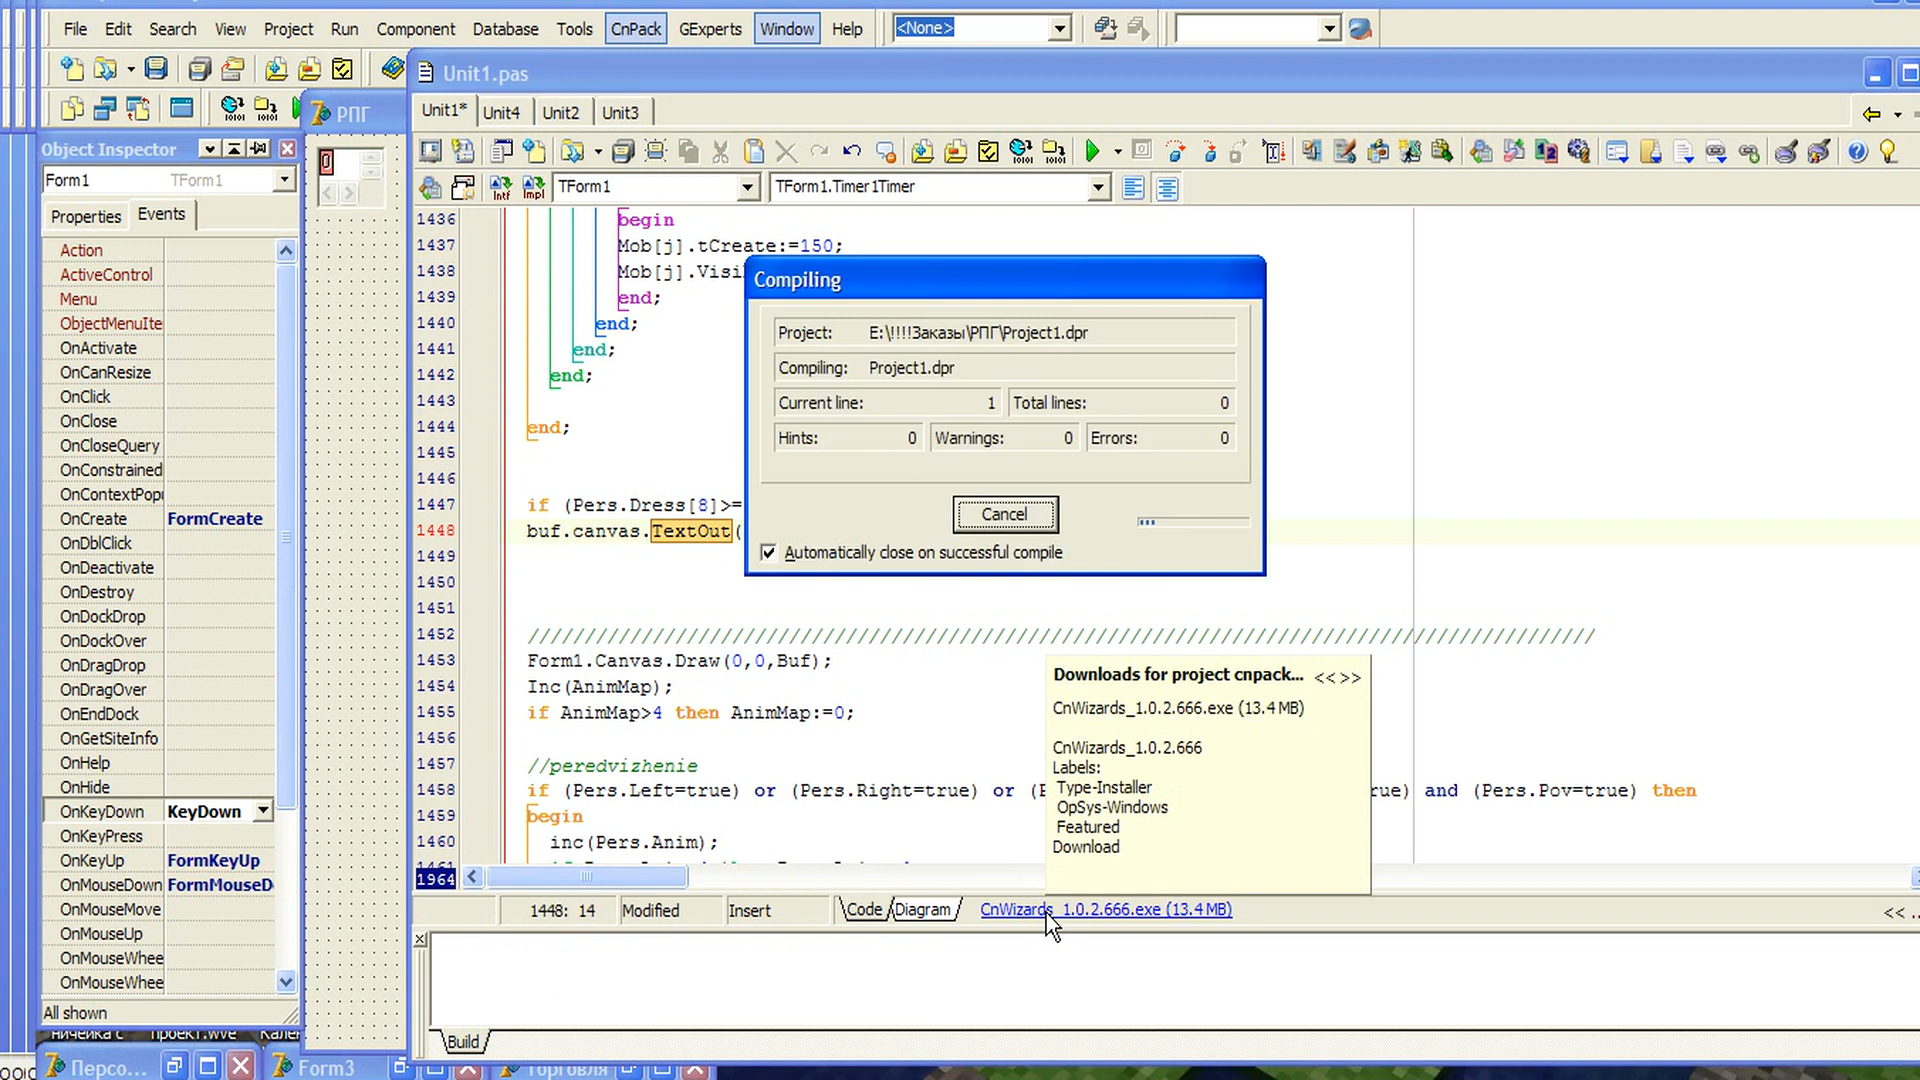 File Edit Search View Project Run Component Database Tools CnPack GExperts Window Help <None>
Unit1.pas
РПГ
Unit1* Unit4 Unit2 Unit3
Object Inspector
Form1 TForm1
Properties Events
TForm1 TForm1.Timer1Timer
Action
ActiveControl
Menu
ObjectMenuIte
OnActivate
OnCanResize
OnClick
OnClose
OnCloseQuery
OnConstrained
OnContextPopu
OnCreate FormCreate
OnDblClick
OnDeactivate
OnDestroy
OnDockDrop
OnDockOver
OnDragDrop
OnDragOver
OnEndDock
OnGetSiteInfo
OnHelp
OnHide
OnKeyDown KeyDown
OnKeyPress
OnKeyUp FormKeyUp
OnMouseDown FormMouseD
OnMouseMove
OnMouseUp
OnMouseWhee
OnMouseWhee
All shown
1436 begin
1437 Mob[j].tCreate:=150;
1438 Mob[j].Visi
1439 end;
1440 end;
1441 end;
1442 end;
1443
1444 end;
1445
1446
1447 if (Pers.Dress[8]>=
1448 buf.canvas.TextOut(
1449
1450
1451
1452 /////////////////////////////////////////////////////////////////////////////////////////////
1453 Form1.Canvas.Draw(0,0,Buf);
1454 Inc(AnimMap);
1455 if AnimMap>4 then AnimMap:=0;
1456
1457 //peredvizhenie
1458 if (Pers.Left=true) or (Pers.Right=true) or ( rue) and (Pers.Pov=true) then
1459 begin
1460 inc(Pers.Anim);
1461
1964
Compiling
Project: E:\!!!!Заказы\РПГ\Project1.dpr
Compiling: Project1.dpr
Current line: 1 Total lines: 0
Hints: 0 Warnings: 0 Errors: 0
Cancel
Automatically close on successful compile
Downloads for project cnpack... <<>>
CnWizards_1.0.2.666.exe (13.4 MB)
CnWizards_1.0.2.666
Labels:
Type-Installer
OpSys-Windows
Featured
Download
1448: 14 Modified Insert Code Diagram CnWizards_1.0.2.666.exe (13.4 MB) << ..
Build
ничейка с проект.wve Кален
Персо... Form3 Торговля